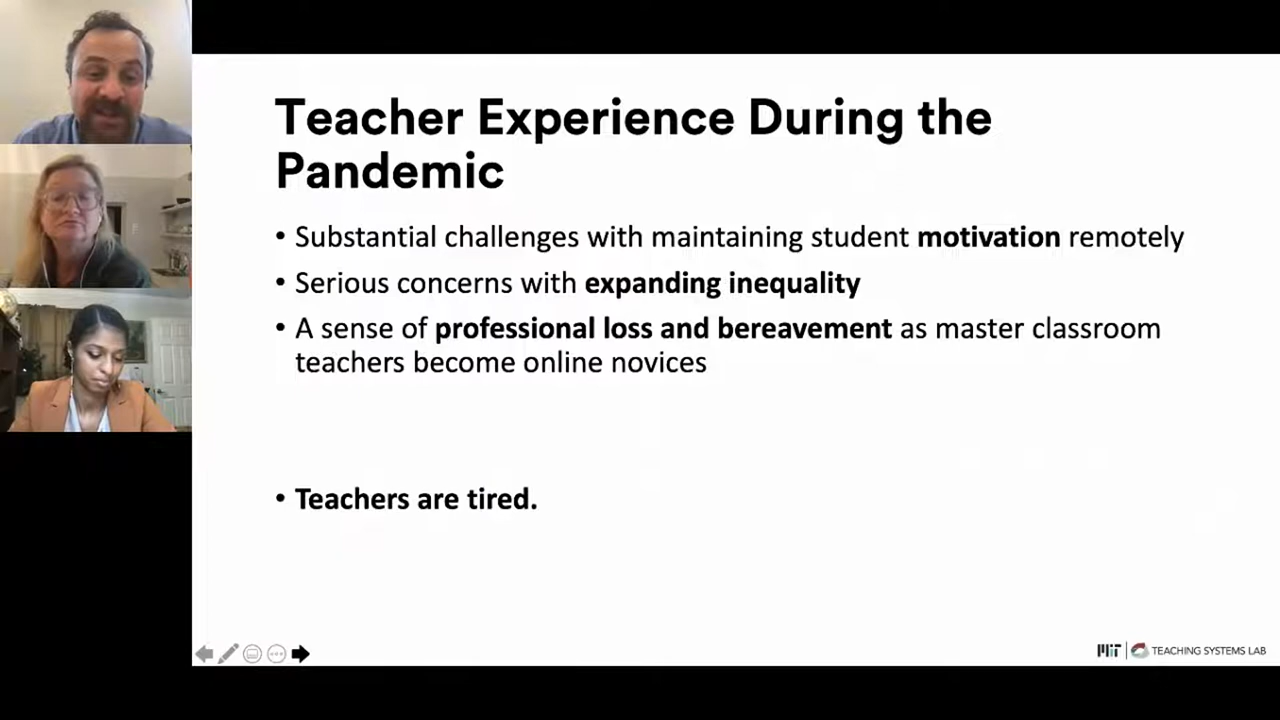 Teacher Experience During the
Pandemic
• Substantial challenges with maintaining student motivation remotely
• Serious concerns with expanding inequality
• A sense of professional loss and bereavement as master classroom
teachers become online novices
• Teachers are tired.
MIT TEACHING SYSTEMS LAB